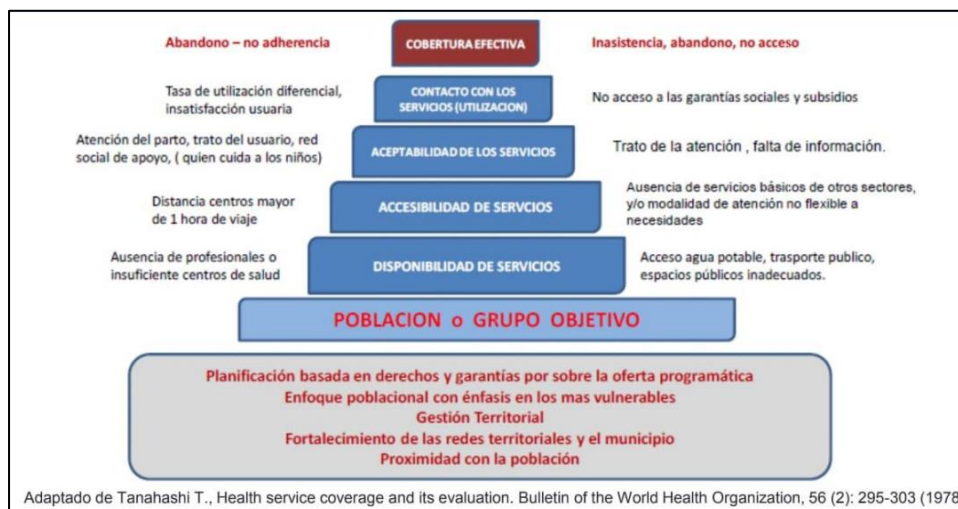 Abandono – no adherencia
COBERTURA EFECTIVA
Inasistencia, abandono, no acceso
Tasa de utilización diferencial,
insatisfacción usuaria
CONTACTO CON LOS
SERVICIOS (UTILIZACION)
No acceso a las garantías sociales y subsidios
Atención del parto, trato del usuario, red
social de apoyo, ( quien cuida a los niños)
ACEPTABILIDAD DE LOS SERVICIOS
Trato de la atención , falta de información.
Distancia centros mayor
de 1 hora de viaje
ACCESIBILIDAD DE SERVCIOS
Ausencia de servicios básicos de otros sectores,
y/o modalidad de atención no flexible a
necesidades
Ausencia de profesionales o
insuficiente centros de salud
DISPONIBILIDAD DE SERVICIOS
Acceso agua potable, trasporte publico,
espacios públicos inadecuados.
POBLACION o GRUPO OBJETIVO
Planificación basada en derechos y garantías por sobre la oferta programática
Enfoque poblacional con énfasis en los mas vulnerables
Gestión Territorial
Fortalecimiento de las redes territoriales y el municipio
Proximidad con la población
Adaptado de Tanahashi T., Health service coverage and its evaluation. Bulletin of the World Health Organization, 56 (2): 295-303 (1978